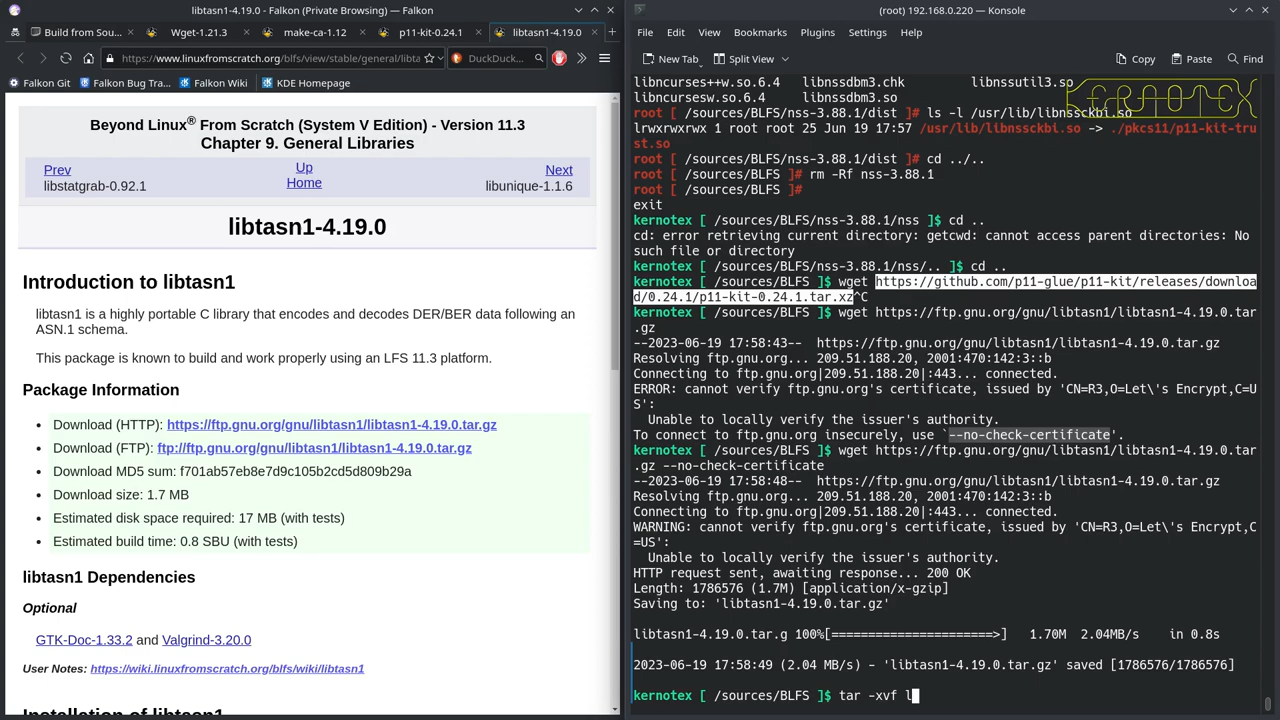 libtasn1-4.19.0 - Falkon (Private Browsing) — Falkon
Build from Sou...
Wget-1.21.3
make-ca-1.12
p11-kit-0.24.1
libtasn1-4.19.0
https://www.linuxfromscratch.org/blfs/view/stable/general/libta
DuckDuck...
Falkon Git
Falkon Bug Tra...
Falkon Wiki
KDE Homepage
Beyond Linux® From Scratch (System V Edition) - Version 11.3
Chapter 9. General Libraries
Prev Up Next
libstatgrab-0.92.1 Home libunique-1.1.6
libtasn1-4.19.0
Introduction to libtasn1
libtasn1 is a highly portable C library that encodes and decodes DER/BER data following an
ASN.1 schema.
This package is known to build and work properly using an LFS 11.3 platform.
Package Information
• Download (HTTP): https://ftp.gnu.org/gnu/libtasn1/libtasn1-4.19.0.tar.gz
• Download (FTP): ftp://ftp.gnu.org/gnu/libtasn1/libtasn1-4.19.0.tar.gz
• Download MD5 sum: f701ab57eb8e7d9c105b2cd5d809b29a
• Download size: 1.7 MB
• Estimated disk space required: 17 MB (with tests)
• Estimated build time: 0.8 SBU (with tests)
libtasn1 Dependencies
Optional
GTK-Doc-1.33.2 and Valgrind-3.20.0
User Notes: https://wiki.linuxfromscratch.org/blfs/wiki/libtasn1
Installation of libtasn1
(root) 192.168.0.220 — Konsole
File Edit View Bookmarks Plugins Settings Help
New Tab Split View Copy Paste Find
KERNOTEX
libncurses++w.so.6.4 libnssdbm3.chk libnssutil3.so
libncursesw.so.6.4 libnssdbm3.so
root [ /sources/BLFS/nss-3.88.1/dist ]# ls -l /usr/lib/libnssckbi.so
lrwxrwxrwx 1 root root 25 Jun 19 17:57 /usr/lib/libnssckbi.so -> ./pkcs11/p11-kit-tru
st.so
root [ /sources/BLFS/nss-3.88.1/dist ]# cd ../..
root [ /sources/BLFS ]# rm -Rf nss-3.88.1
root [ /sources/BLFS ]#
exit
kernotex [ /sources/BLFS/nss-3.88.1/nss ]$ cd ..
cd: error retrieving current directory: getcwd: cannot access parent directories: No
such file or directory
kernotex [ /sources/BLFS/nss-3.88.1/nss/.. ]$ cd ..
kernotex [ /sources/BLFS ]$ wget https://github.com/p11-glue/p11-kit/releases/downloa
d/0.24.1/p11-kit-0.24.1.tar.xz^C
kernotex [ /sources/BLFS ]$ wget https://ftp.gnu.org/gnu/libtasn1/libtasn1-4.19.0.tar
.gz
--2023-06-19 17:58:43-- https://ftp.gnu.org/gnu/libtasn1/libtasn1-4.19.0.tar.gz
Resolving ftp.gnu.org... 209.51.188.20, 2001:470:142:3::b
Connecting to ftp.gnu.org|209.51.188.20|:443... connected.
ERROR: cannot verify ftp.gnu.org's certificate, issued by 'CN=R3,O=Let\'s Encrypt,C=U
S':
Unable to locally verify the issuer's authority.
To connect to ftp.gnu.org insecurely, use `--no-check-certificate'.
kernotex [ /sources/BLFS ]$ wget https://ftp.gnu.org/gnu/libtasn1/libtasn1-4.19.0.tar
.gz --no-check-certificate
--2023-06-19 17:58:48-- https://ftp.gnu.org/gnu/libtasn1/libtasn1-4.19.0.tar.gz
Resolving ftp.gnu.org... 209.51.188.20, 2001:470:142:3::b
Connecting to ftp.gnu.org|209.51.188.20|:443... connected.
WARNING: cannot verify ftp.gnu.org's certificate, issued by 'CN=R3,O=Let\'s Encrypt,C
=US':
Unable to locally verify the issuer's authority.
HTTP request sent, awaiting response... 200 OK
Length: 1786576 (1.7M) [application/x-gzip]
Saving to: 'libtasn1-4.19.0.tar.gz'
libtasn1-4.19.0.tar.g 100%[======================>] 1.70M 2.04MB/s in 0.8s
2023-06-19 17:58:49 (2.04 MB/s) - 'libtasn1-4.19.0.tar.gz' saved [1786576/1786576]
kernotex [ /sources/BLFS ]$ tar -xvf l